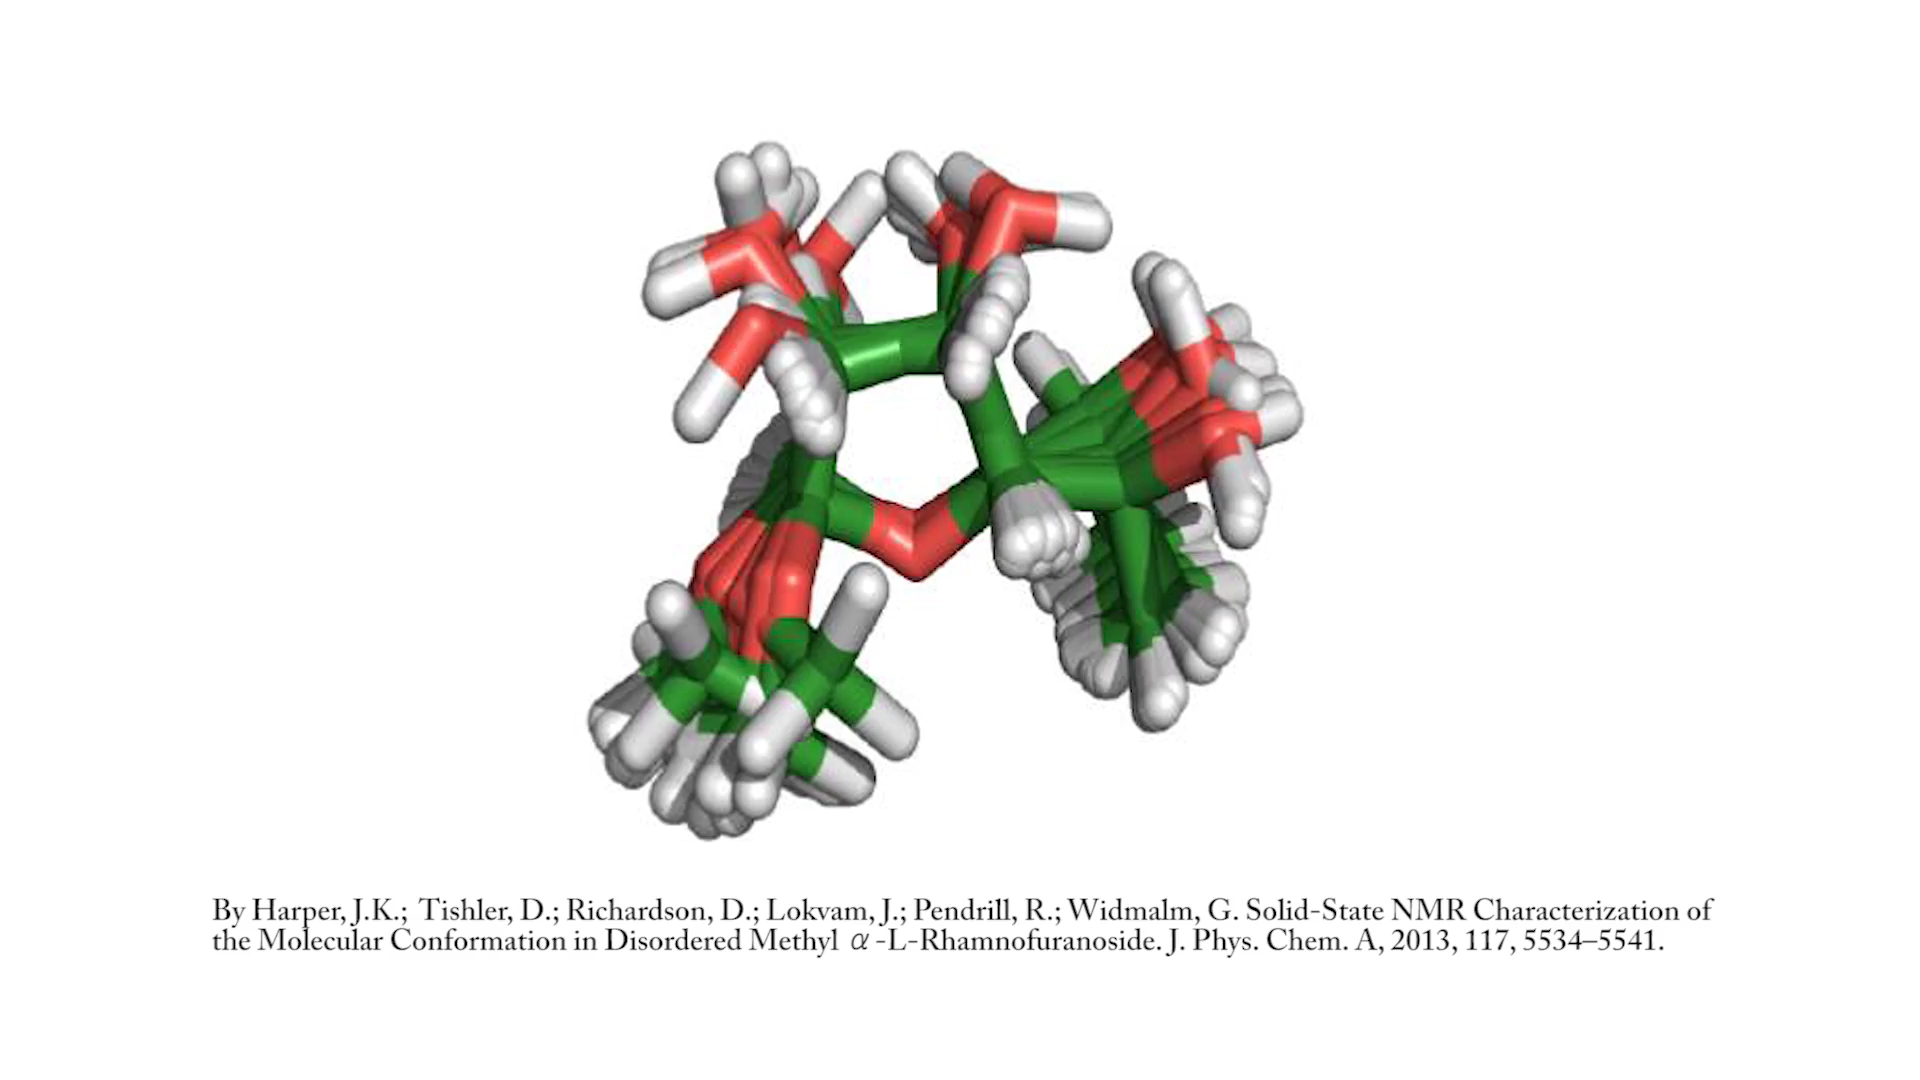 By Harper, J.K.; Tishler, D.; Richardson, D.; Lokvam, J.; Pendrill, R.; Widmalm, G. Solid-State NMR Characterization of
the Molecular Conformation in Disordered Methyl α-L-Rhamnofuranoside. J. Phys. Chem. A, 2013, 117, 5534–5541.